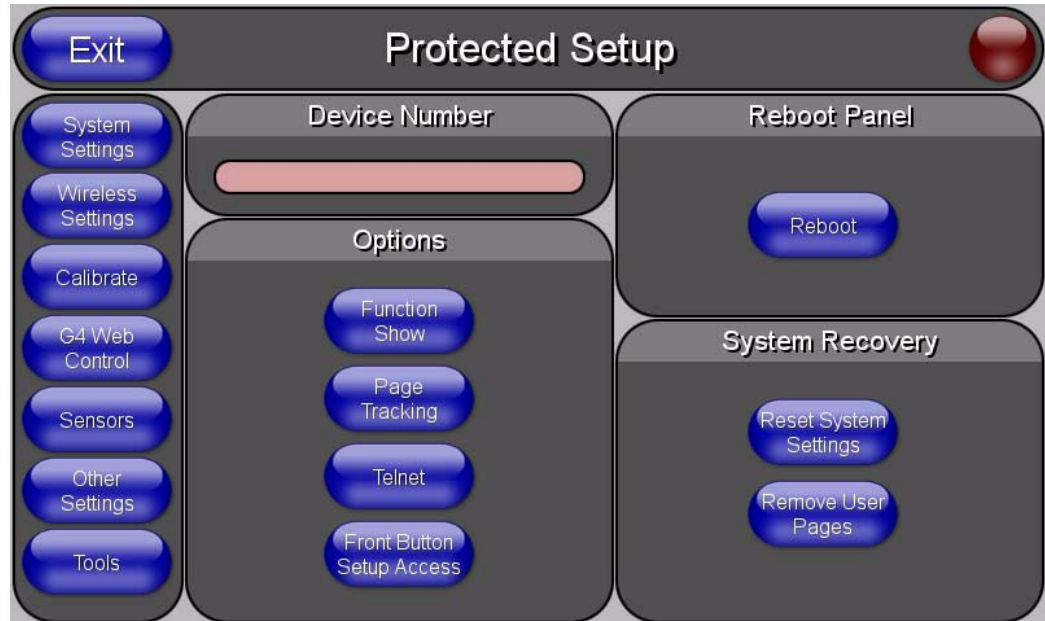 Exit
Protected Setup
System
Settings
Wireless
Settings
Calibrate
G4 Web
Control
Sensors
Other
Settings
Tools
Device Number
Options
Function
Show
Page
Tracking
Telnet
Front Button
Setup Access
Reboot Panel
Reboot
System Recovery
Reset System
Settings
Remove User
Pages